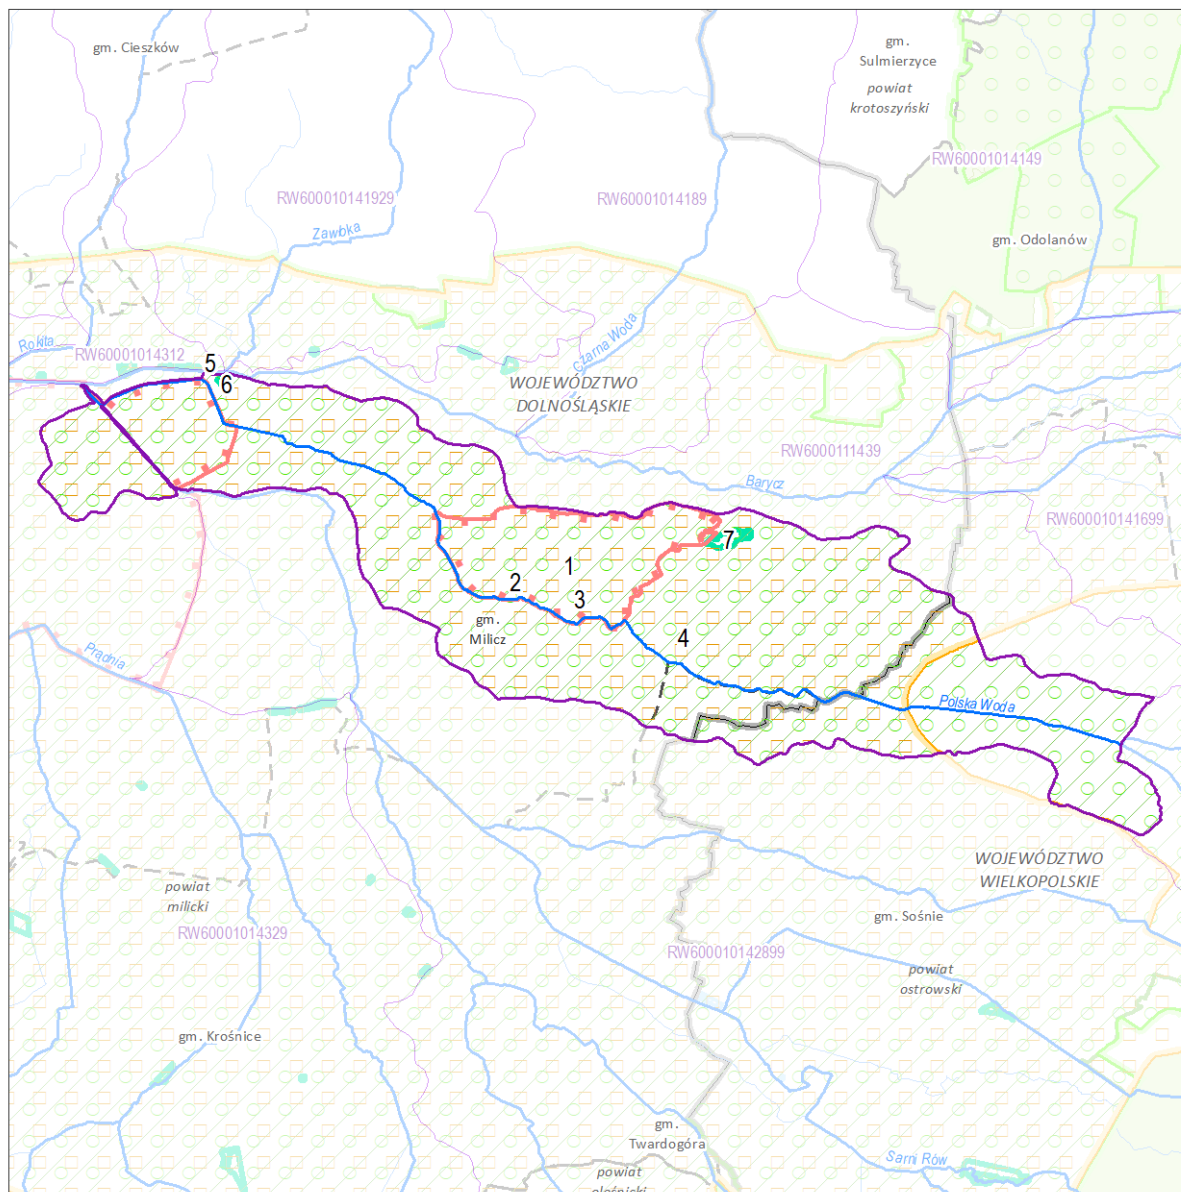 gm. Cieszków
gm.
Sulmierzyce
powiat
krotoszyński
RW60001014149
RW600010141929
RW60001014189
Zawbka
gm. Odolanów
Rokita
RW60001014312
Czarna Woda
5
6
WOJEWÓDZTWO
DOLNOŚLĄSKIE
RW6000111439
Barycz
RW600010141699
7
1
2
3
gm.
Milicz
4
Prądnia
Polska Woda
WOJEWÓDZTWO
WIELKOPOLSKIE
powiat
milicki
gm. Sośnie
RW60001014329
RW600010142899
powiat
ostrowski
gm. Krośnice
gm.
Twardogóra
Sarni Rów
powiat
oleśnicki